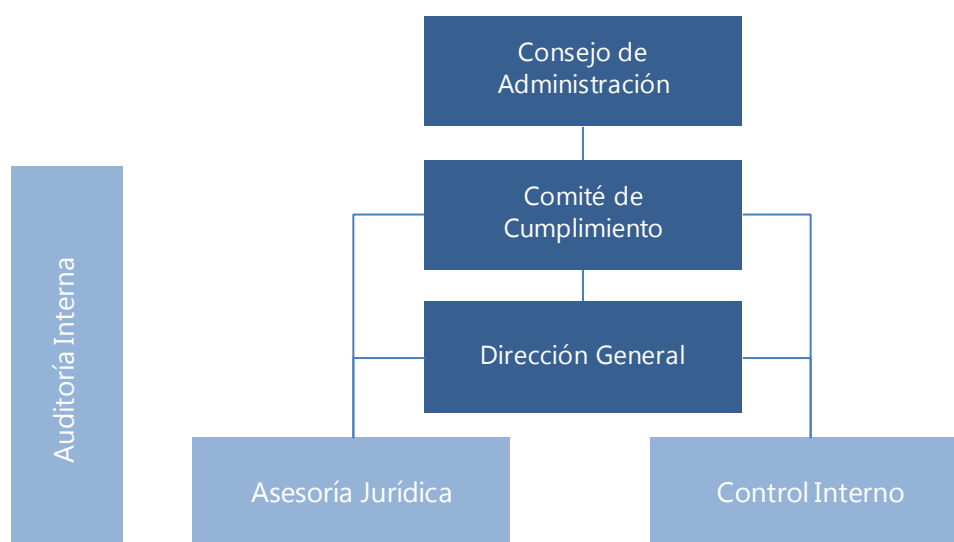 Consejo de
Administración
Comité de
Cumplimiento
Auditoría Interna
Dirección General
Asesoría Jurídica
Control Interno